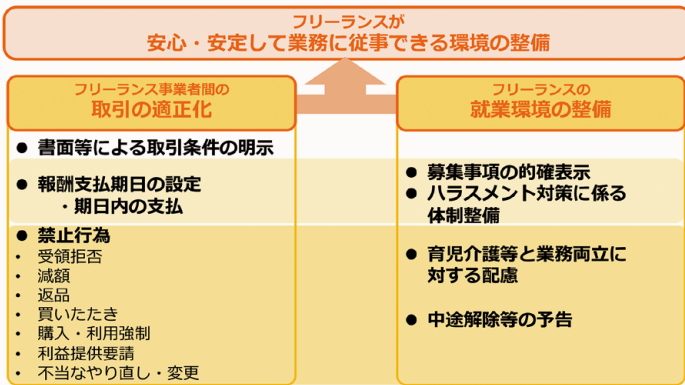 フリーランスが
安心・安定して業務に従事できる環境の整備
フリーランス事業者間の
取引の適正化
● 書面等による取引条件の明示
● 報酬支払期日の設定
・期日内の支払
● 禁止行為
• 受領拒否
• 減額
• 返品
• 買いたたき
• 購入・利用強制
• 利益提供要請
• 不当なやり直し・変更
フリーランスの
就業環境の整備
● 募集事項的確表示
● ハラスメント対策に係る
体制整備
● 育児介護等と業務両立に
対する配慮
● 中途解除等の予告